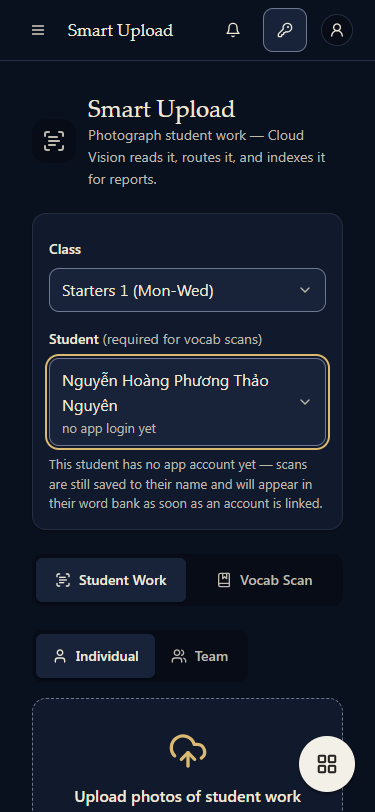 Smart Upload
Smart Upload
Photograph student work — Cloud
Vision reads it, routes it, and indexes it
for reports.
Class
Starters 1 (Mon-Wed)
Student (required for vocab scans)
Nguyễn Hoàng Phương Thảo
Nguyên
no app login yet
This student has no app account yet — scans
are still saved to their name and will appear in
their word bank as soon as an account is linked.
Student Work
Vocab Scan
Individual
Team
Upload photos of student work